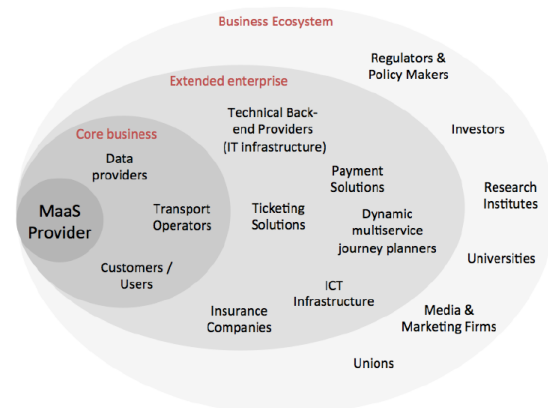 Business Ecosystem
Regulators &
Policy Makers
Extended enterprise
Technical Back-
end Providers
(IT infrastructure)
Investors
Core business
Data
providers
Payment
Solutions
Research
Institutes
MaaS
Provider
Transport
Operators
Ticketing
Solutions
Dynamic
multiservice
journey planners
Universities
Customers /
Users
ICT
Infrastructure
Insurance
Companies
Media &
Marketing Firms
Unions